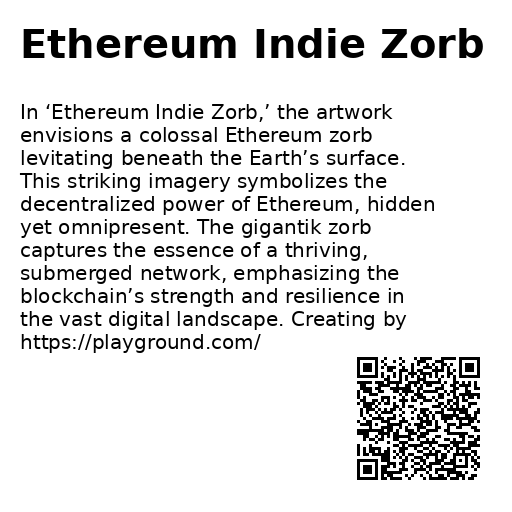 Ethereum Indie Zorb
In ‘Ethereum Indie Zorb,’ the artwork
envisions a colossal Ethereum zorb
levitating beneath the Earth’s surface.
This striking imagery symbolizes the
decentralized power of Ethereum, hidden
yet omnipresent. The gigantik zorb
captures the essence of a thriving,
submerged network, emphasizing the
blockchain’s strength and resilience in
the vast digital landscape. Creating by
https://playground.com/